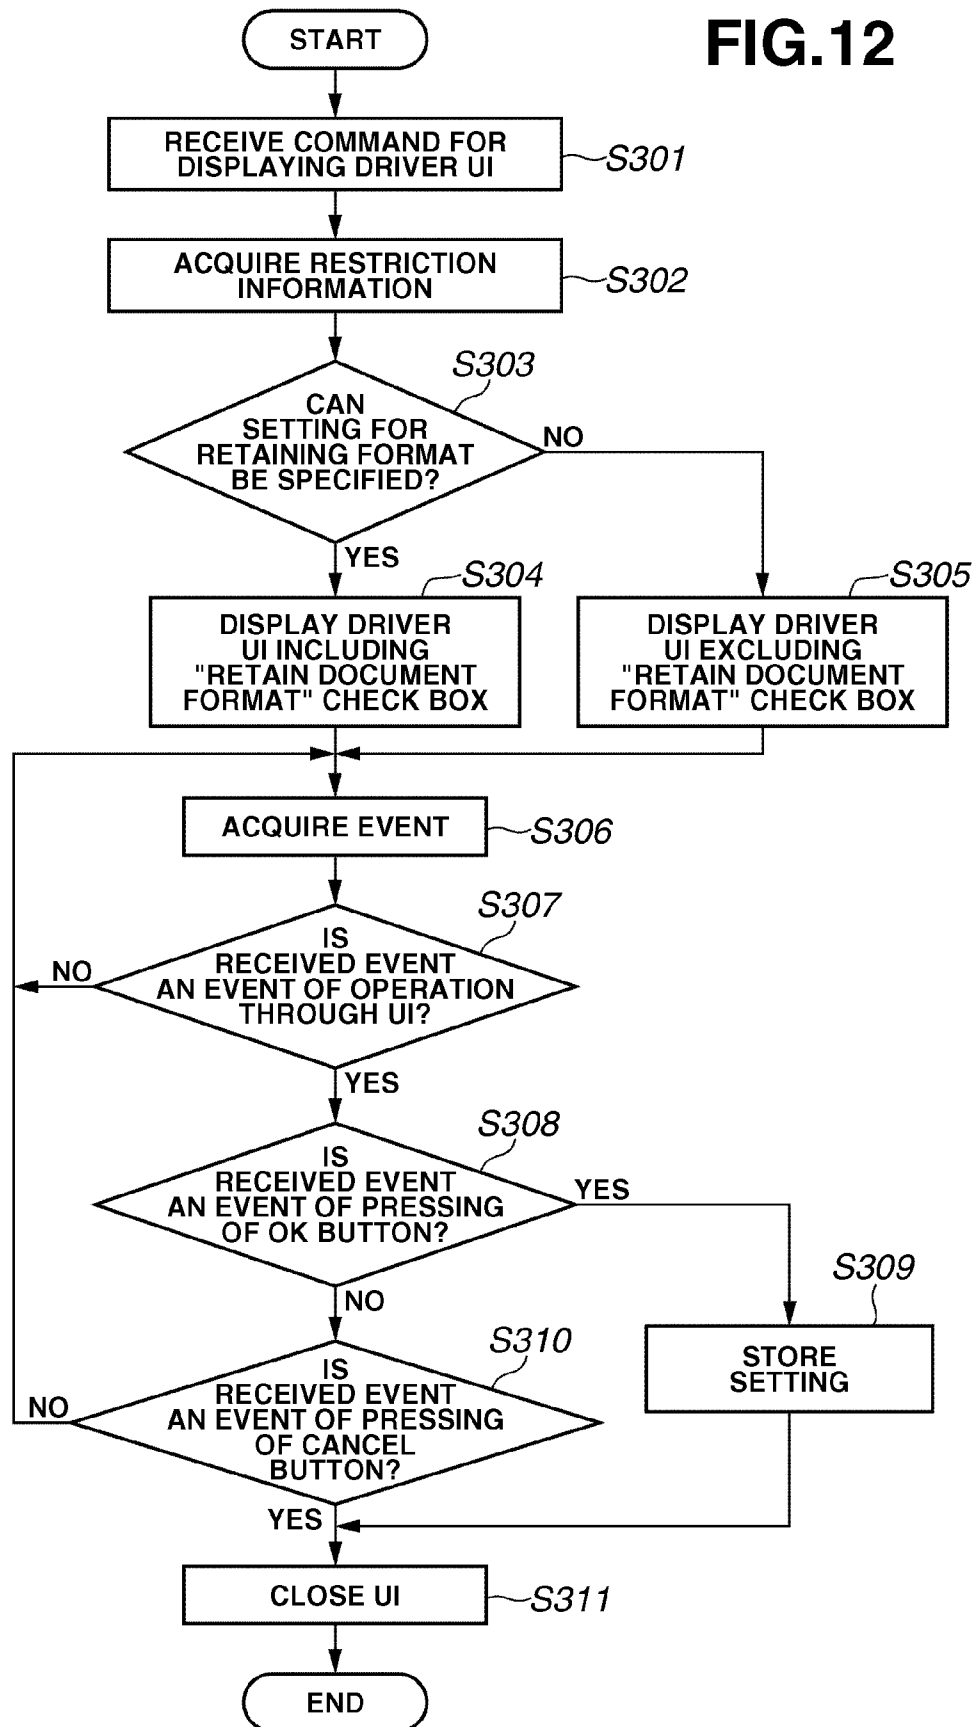 FIG.12
START
RECEIVE COMMAND FOR
DISPLAYING DRIVER UI
S301
ACQUIRE RESTRICTION
INFORMATION
S302
S303
CAN
SETTING FOR
RETAINING FORMAT
BE SPECIFIED?
NO
YES
S304
DISPLAY DRIVER
UI INCLUDING
"RETAIN DOCUMENT
FORMAT" CHECK BOX
S305
DISPLAY DRIVER
UI EXCLUDING
"RETAIN DOCUMENT
FORMAT" CHECK BOX
ACQUIRE EVENT
S306
S307
IS
RECEIVED EVENT
AN EVENT OF OPERATION
THROUGH UI?
NO
YES
S308
IS
RECEIVED EVENT
AN EVENT OF PRESSING
OF OK BUTTON?
YES
NO
S309
STORE
SETTING
S310
IS
RECEIVED EVENT
AN EVENT OF PRESSING
OF CANCEL
BUTTON?
NO
YES
CLOSE UI
S311
END